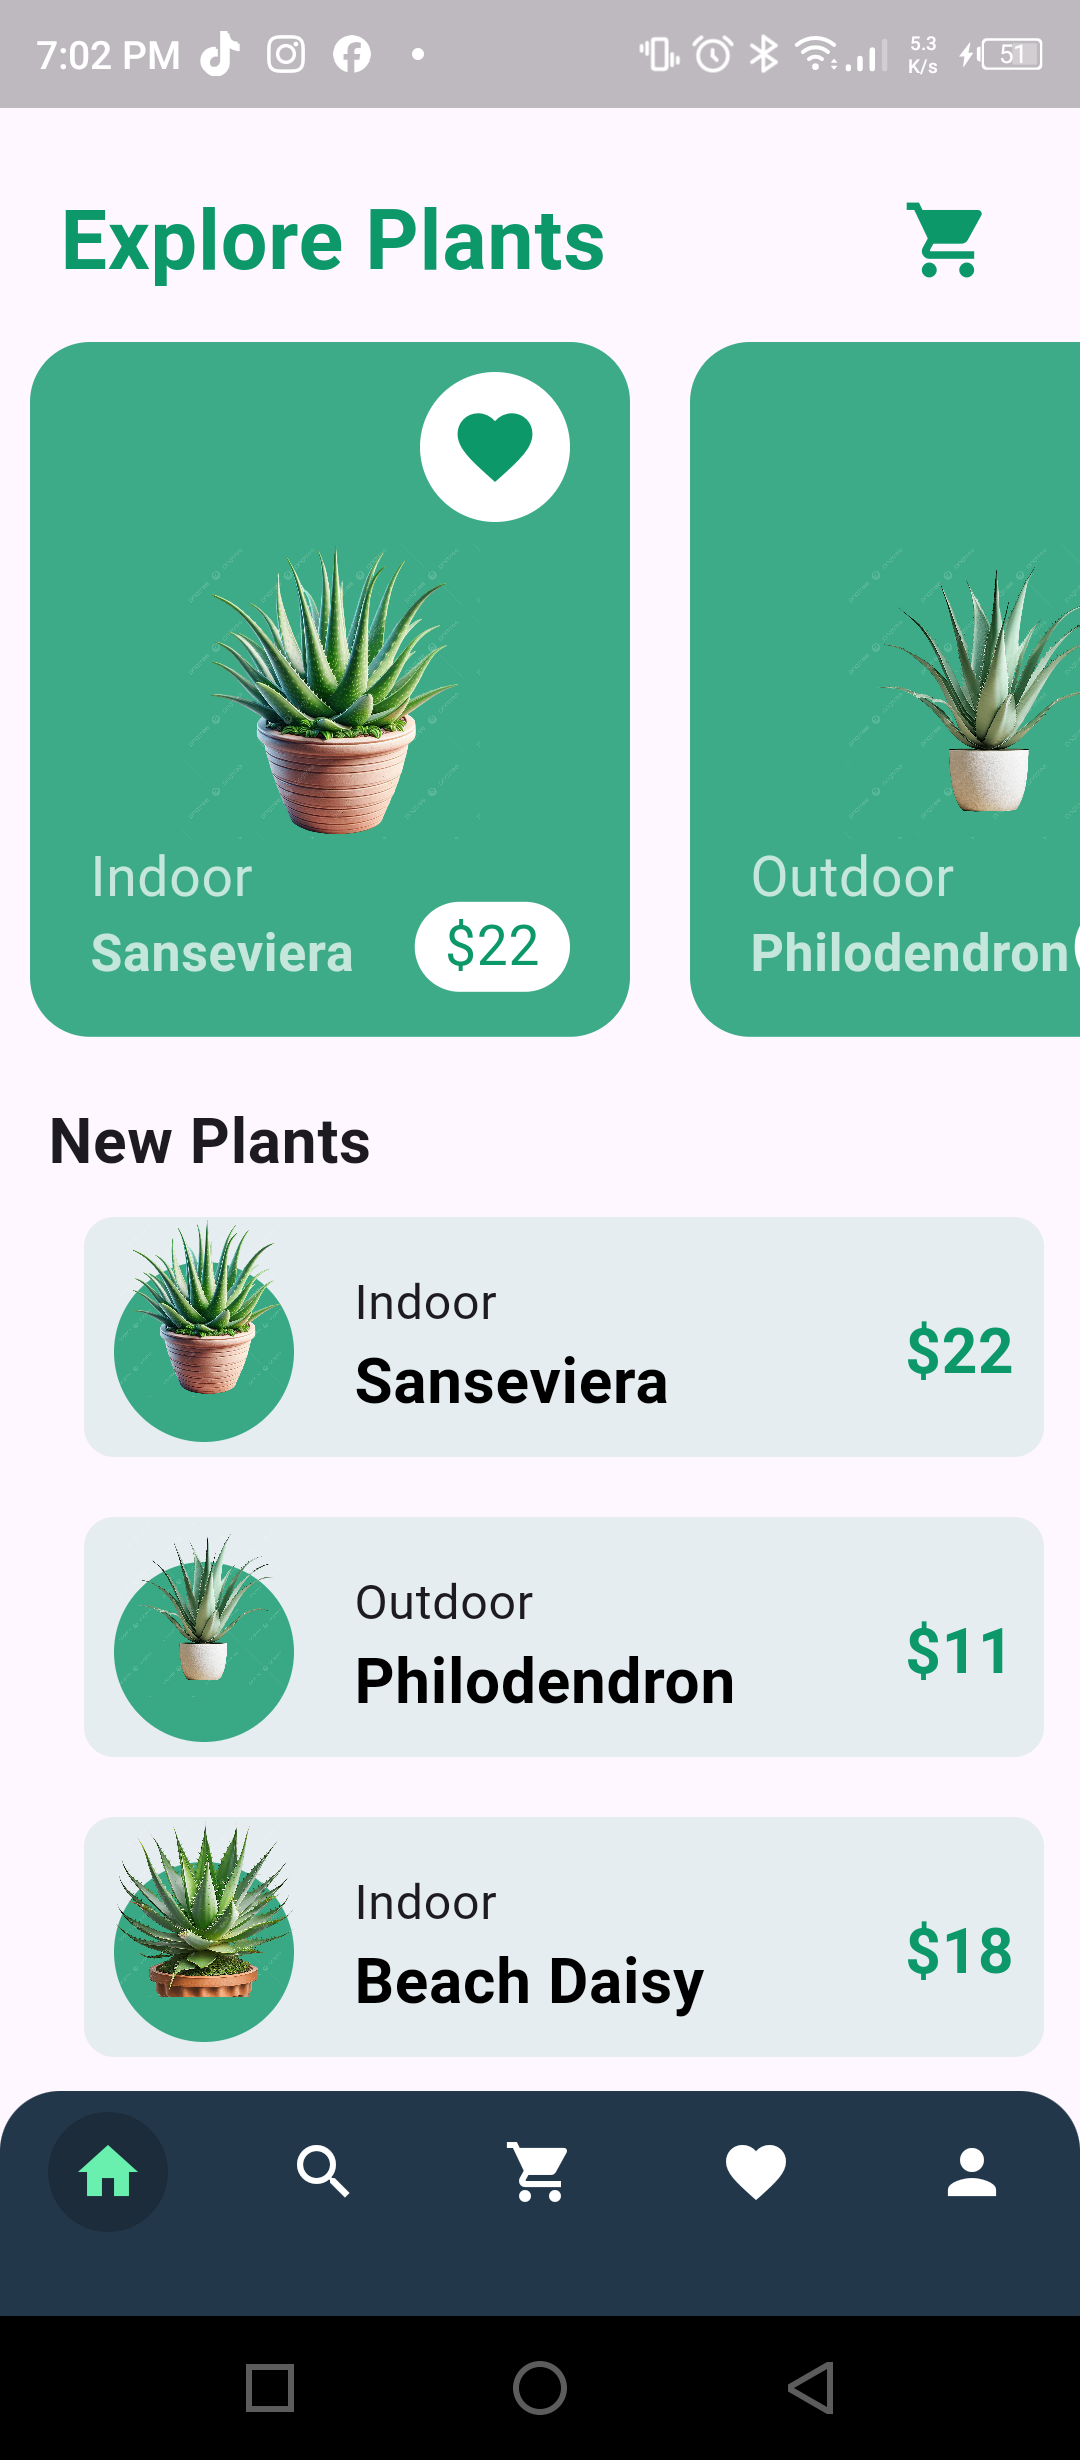 7:02 PM
5.3
K/s
51
Explore Plants
Indoor
Sanseviera
$22
Outdoor
Philodendron
New Plants
Indoor
Sanseviera
$22
Outdoor
Philodendron
$11
Indoor
Beach Daisy
$18